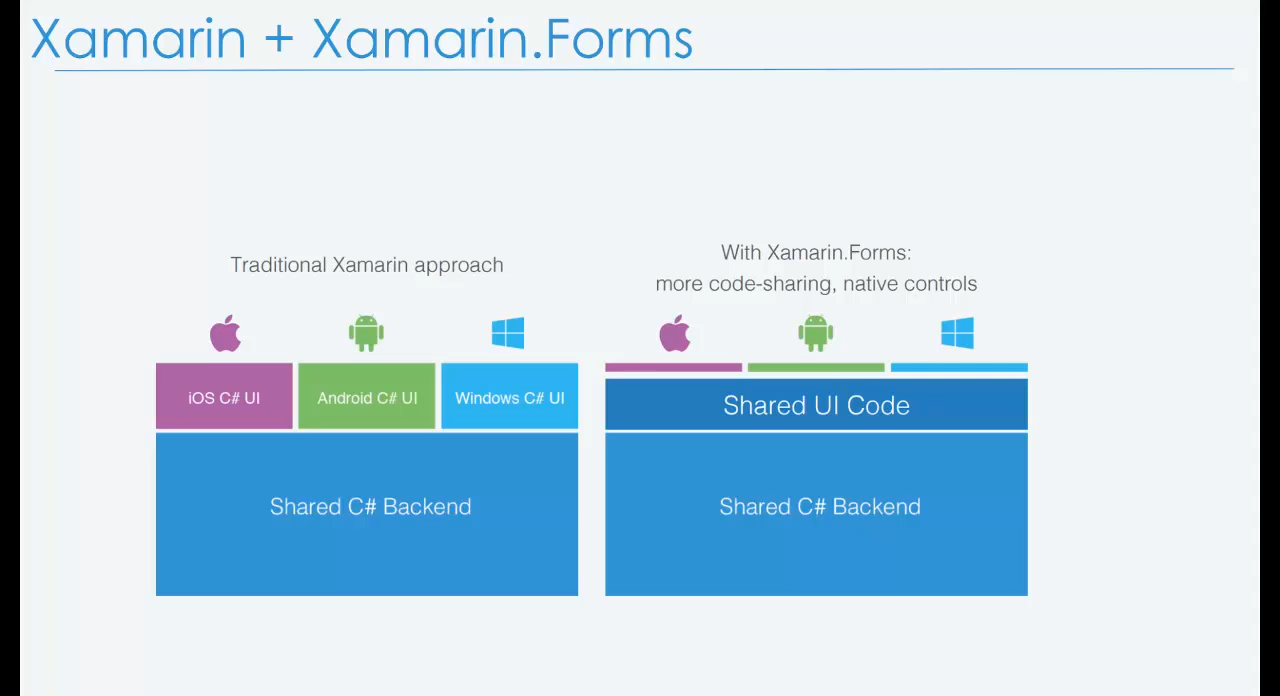 Xamarin + Xamarin.Forms
Traditional Xamarin approach
iOS C# UI
Android C# UI
Windows C# UI
Shared C# Backend
With Xamarin.Forms:
more code-sharing, native controls
Shared UI Code
Shared C# Backend